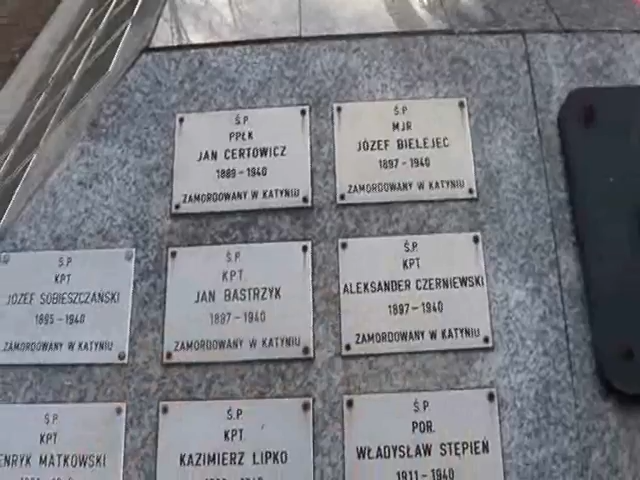 Ś.P
PPŁK
JAN CERTOWICZ
1889-1940
ZAMORDOWANY W KATYNIU
Ś.P
MJR
JÓZEF BIELEJEC
1897-1940
ZAMORDOWANY W KATYNIU
Ś.P
KPT
JÓZEF SOBIESZCZAŃSKI
1895-1940
ZAMORDOWANY W KATYNIU
Ś.P
KPT.
JAN BASTRZYK
1897-1940
ZAMORDOWANY W KATYNIU
Ś.P
KPT
ALEKSANDER CZERNIEWSKI
1897-1940
ZAMORDOWANY W KATYNIU
Ś.P
KPT
MATKOWSKI
Ś.P
KPT.
KAZIMIERZ LIPKO
Ś.P
POR.
WŁADYSŁAW STĘPIEŃ
1911-1940